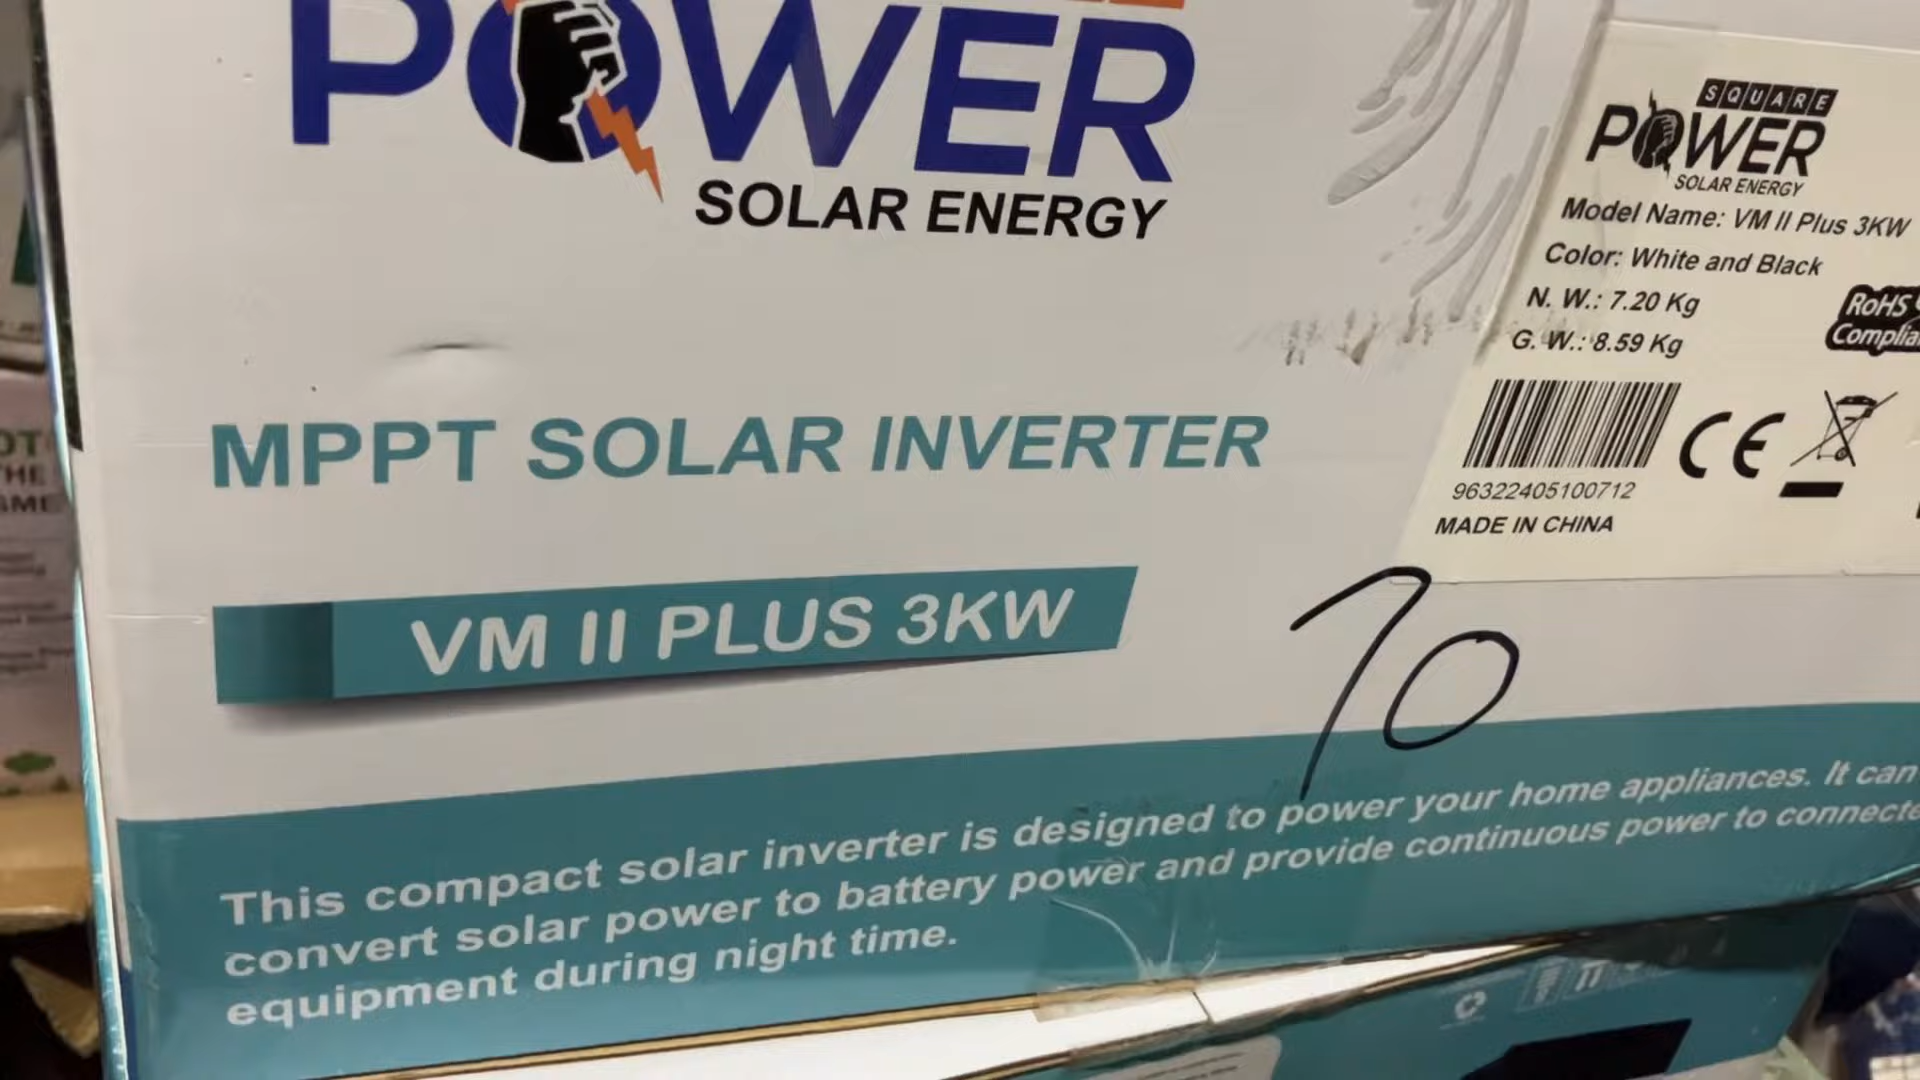 POWER
SOLAR ENERGY
MPPT SOLAR INVERTER
VM II PLUS 3KW
This compact solar inverter is designed to power your home appliances. It can
convert solar power to battery power and provide continuous power to
equipment during night time.
SQUARE
POWER
SOLAR ENERGY
Model Name: VM II Plus 3KW
Color: White and Black
N. W.: 7.20 Kg
G. W.: 8.59 Kg
RoHS
CE
96322405100712
MADE IN CHINA
70
THE